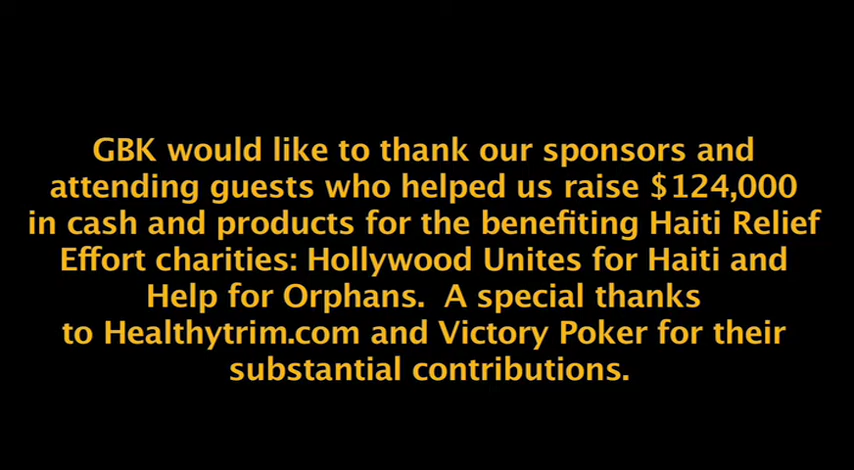 GBK would like to thank our sponsors and
attending guests who helped us raise $124,000
in cash and products for the benefiting Haiti Relief
Effort charities: Hollywood Unites for Haiti and
Help for Orphans.  A special thanks
to Healthytrim.com and Victory Poker for their
substantial contributions.